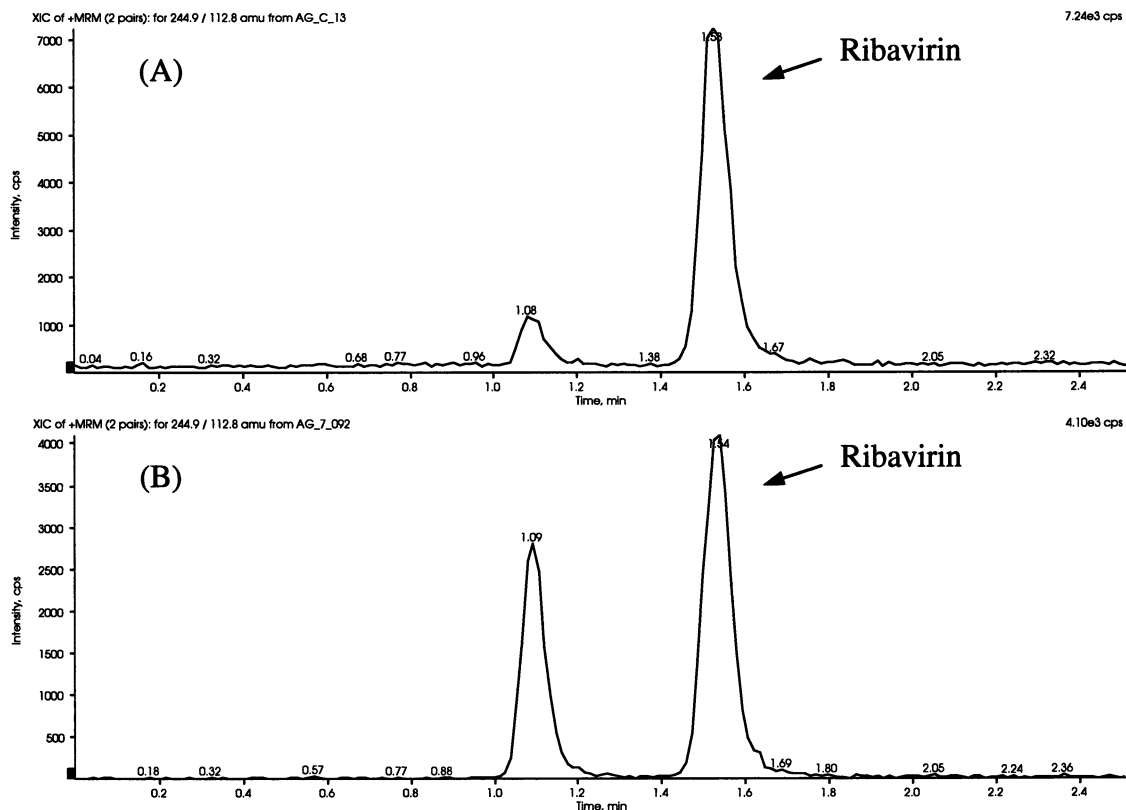 XIC of +MRM (2 pairs): for 244.9 / 112.8 amu from AG_C_13 7.24e3 cps
(A)
Ribavirin
Intensity, cps
7000
6000
5000
4000
3000
2000
1000
1.53
1.08
0.04 0.16 0.32 0.68 0.77 0.96 1.38 1.67 2.05 2.32
0.2 0.4 0.6 0.8 1.0 1.2 1.4 1.6 1.8 2.0 2.2 2.4
Time, min
XIC of +MRM (2 pairs): for 244.9 / 112.8 amu from AG_7_092 4.10e3 cps
(B)
Ribavirin
Intensity, cps
4000
3500
3000
2500
2000
1500
1000
500
1.54
1.09
0.18 0.32 0.57 0.77 0.88 1.69 1.80 2.05 2.24 2.36
0.2 0.4 0.6 0.8 1.0 1.2 1.4 1.6 1.8 2.0 2.2 2.4
Time, min